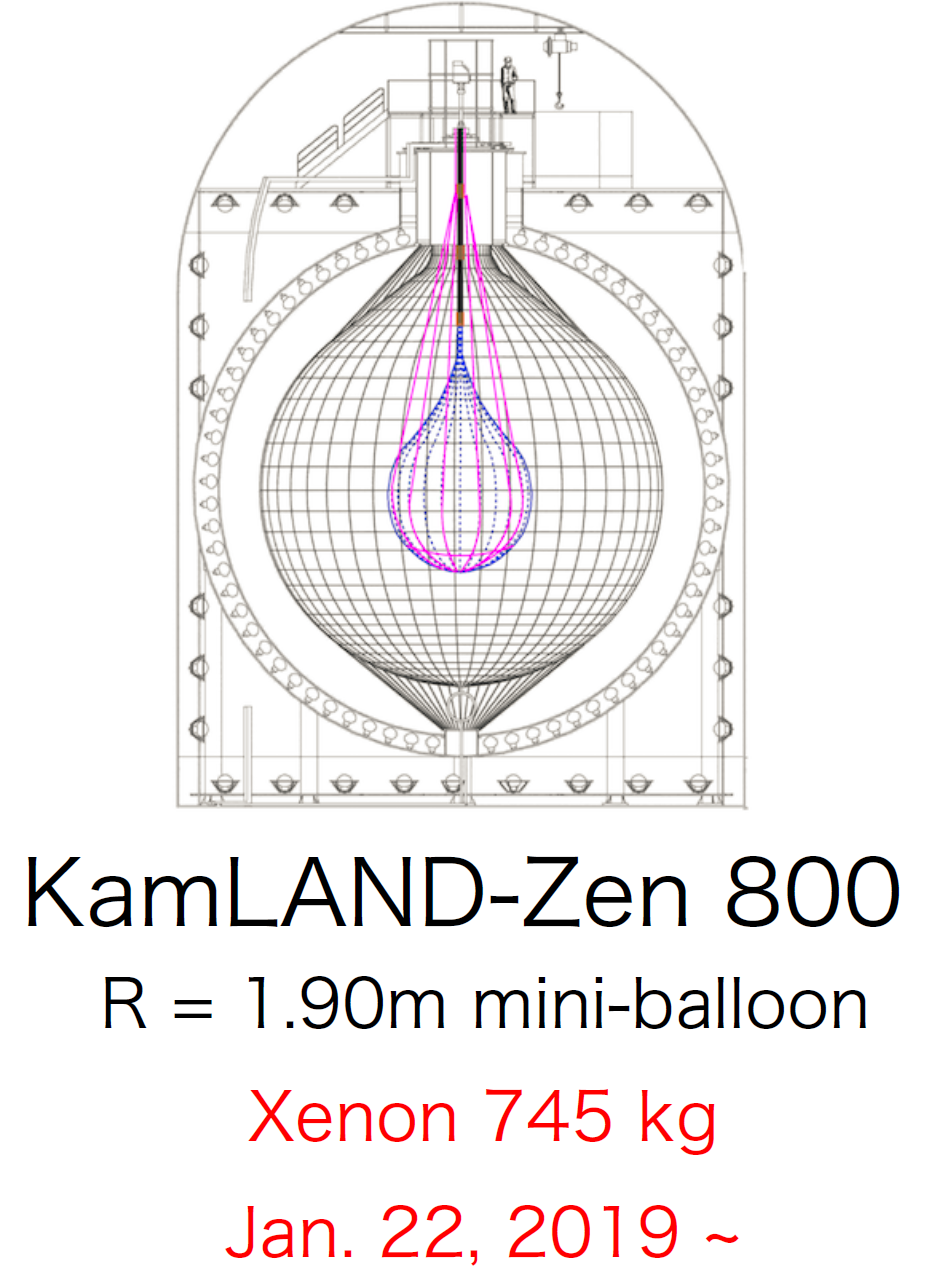 KamLAND-Zen 800
R = 1.90m mini-balloon
Xenon 745 kg
Jan. 22, 2019 ~